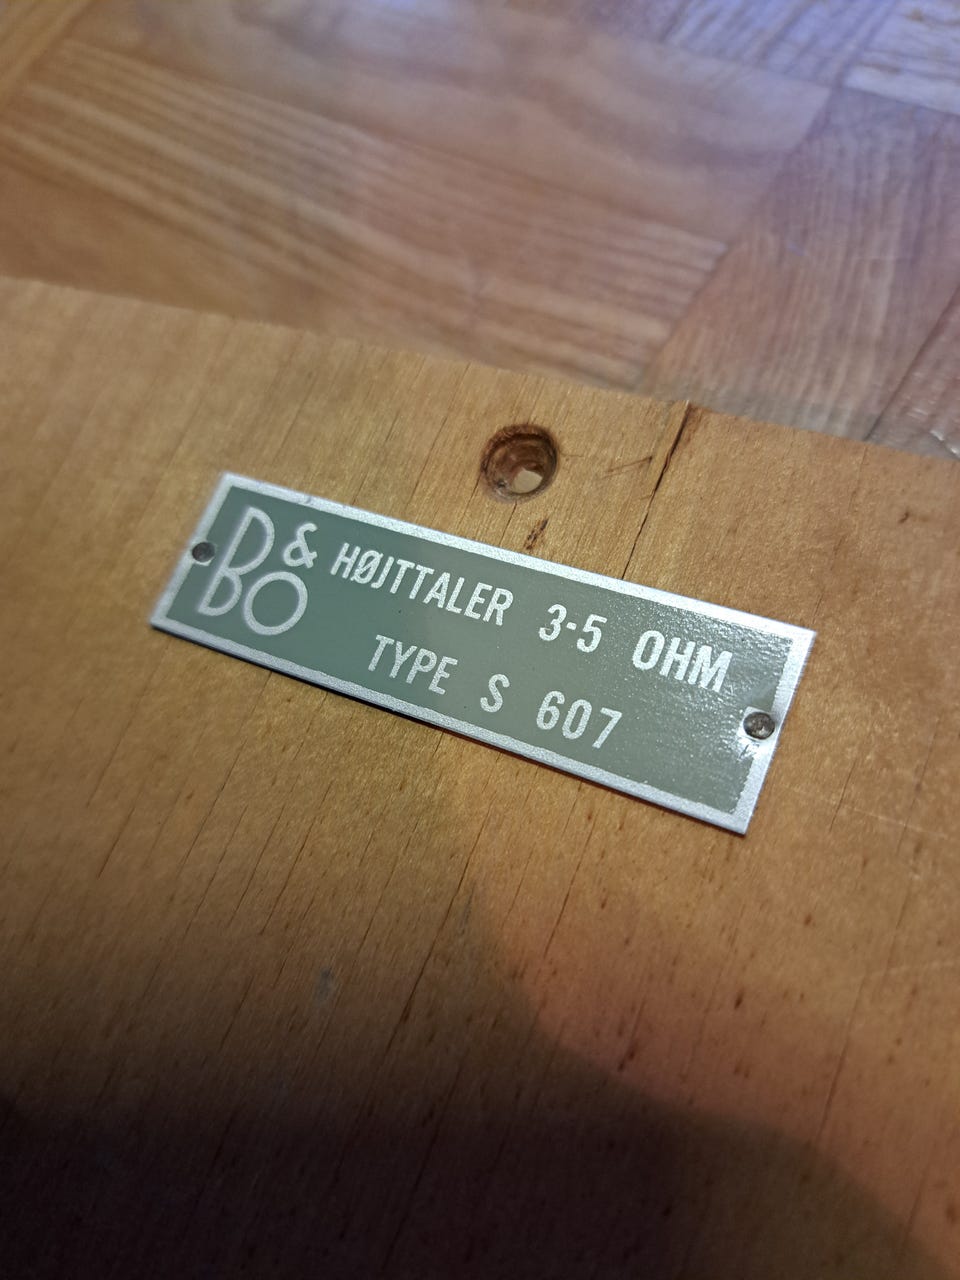 B&O HØJTTALER 3-5 OHM
TYPE S 607